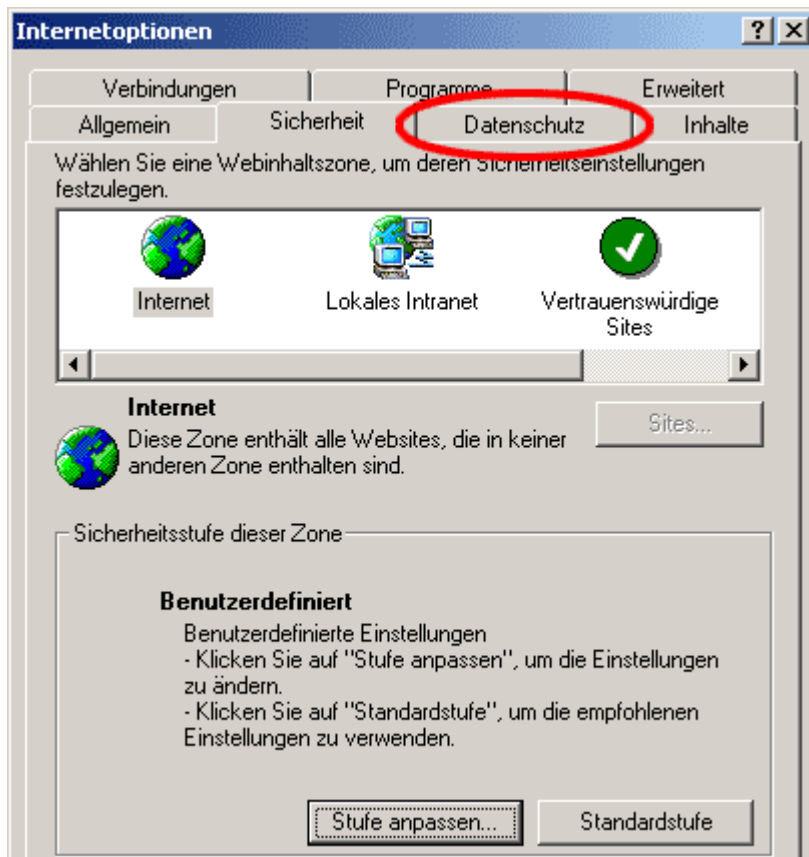 Internetoptionen
Verbindungen Programme Erweitert
Allgemein Sicherheit Datenschutz Inhalte
Wählen Sie eine Webinhaltszone, um deren Sicherheitseinstellungen
festzulegen.
Internet Lokales Intranet Vertrauenswürdige
Sites
Internet
Sites...
Diese Zone enthält alle Websites, die in keiner
anderen Zone enthalten sind.
Sicherheitsstufe dieser Zone
Benutzerdefiniert
Benutzerdefinierte Einstellungen
- Klicken Sie auf "Stufe anpassen", um die Einstellungen
zu ändern.
- Klicken Sie auf "Standardstufe", um die empfohlenen
Einstellungen zu verwenden.
Stufe anpassen... Standardstufe